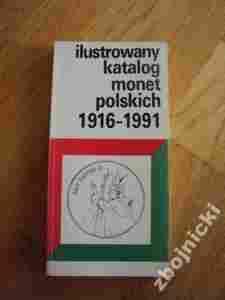 ilustrowany
katalog
monet
polskich
1916-1991
zbojnicki